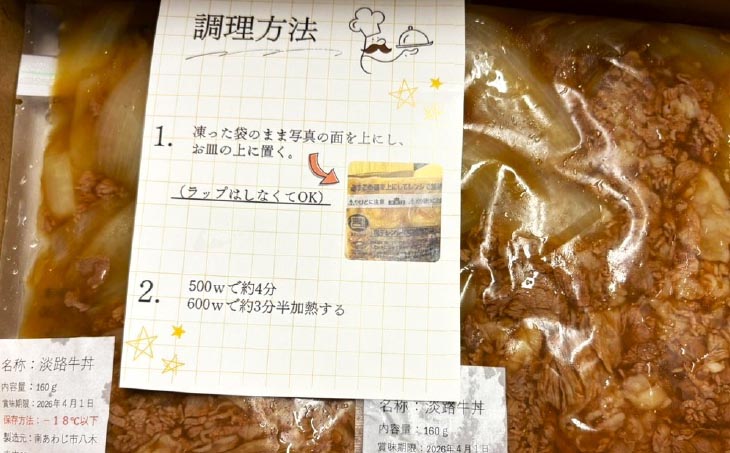 調理方法
1. 凍った袋のまま写真の面を上にし、
お皿の上に置く。
(ラップはしなくてOK)
2. 500wで約4分
600wで約3分半加熱する
名称:淡路牛丼
内容量:160g
賞味期限:2026年4月1日
保存方法:-18℃以下
製造元:南あわじ市八木
名称:淡路牛丼
内容量:160g
賞味期限:2026年4月1日